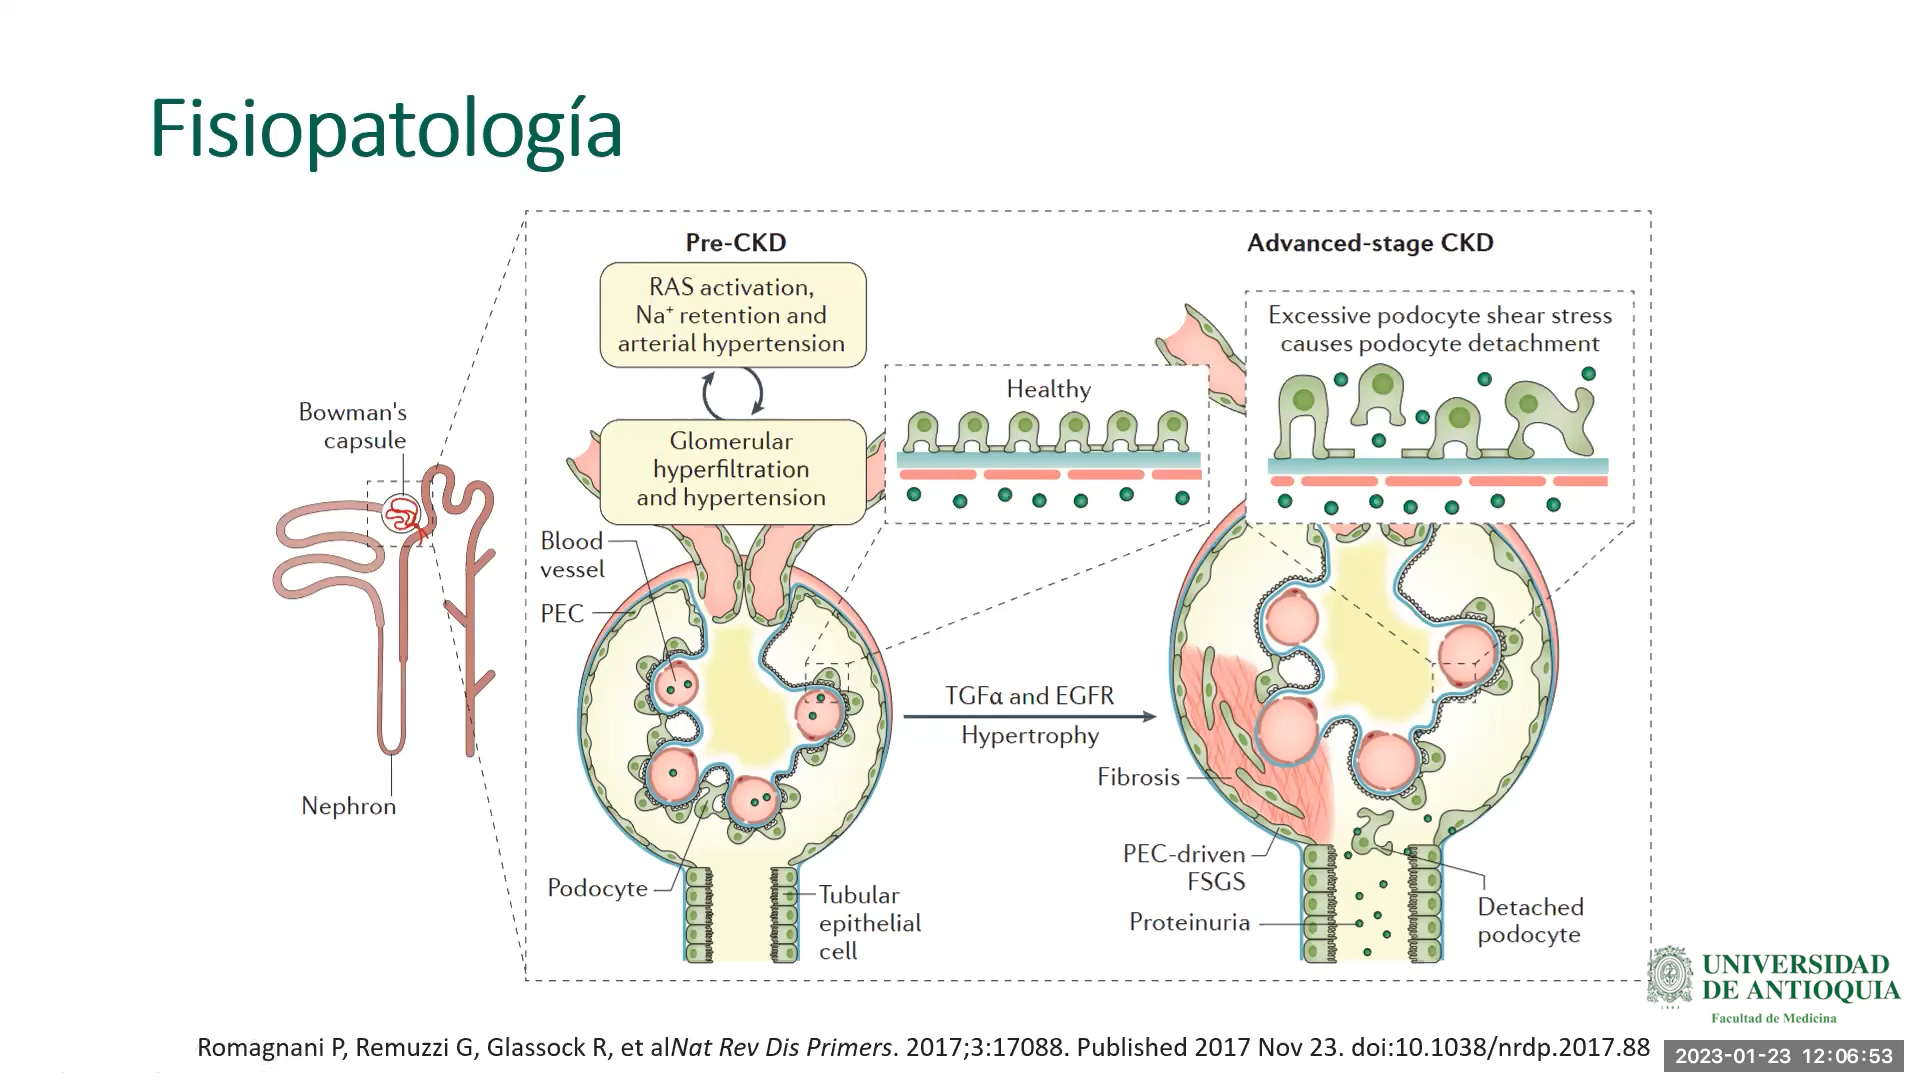 Fisiopatología
Pre-CKD
Advanced-stage CKD
RAS activation,
Na⁺ retention and
arterial hypertension
Glomerular
hyperfiltration
and hypertension
Healthy
Excessive podocyte shear stress
causes podocyte detachment
Bowman's
capsule
Nephron
Blood
vessel
PEC
Podocyte
Tubular
epithelial
cell
TGFα and EGFR
Hypertrophy
Fibrosis
PEC-driven
FSGS
Proteinuria
Detached
podocyte
UNIVERSIDAD
DE ANTIOQUIA
Facultad de Medicina
Romagnani P, Remuzzi G, Glassock R, et alNat Rev Dis Primers. 2017;3:17088. Published 2017 Nov 23. doi:10.1038/nrdp.2017.88
2023-01-23 12:06:53